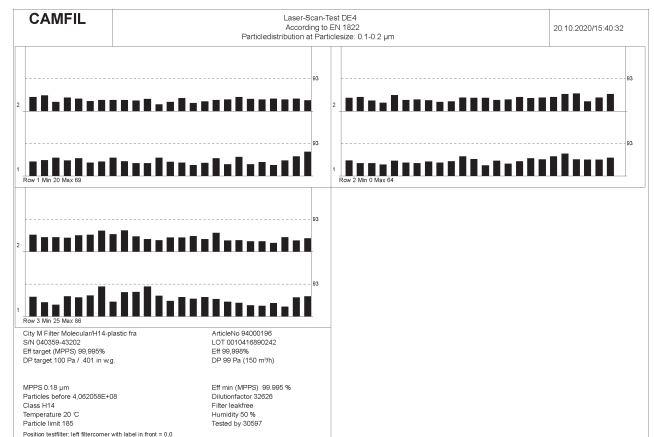 CAMFIL
Laser-Scan-Test DE4
According to EN 1822
Particledistribution at Particlesize: 0.1-0.2 µm
20.10.2020/15:40:32
93
2
93
1
Row 1 Min 20 Max 69
93
2
93
1
Row 2 Min 0 Max 64
93
2
93
1
Row 3 Min 25 Max 86
City M Filter Molecular/H14-plastic fra
S/N 040359-43202
Eff target (MPPS) 99,995%
DP target 100 Pa / .401 in w.g.
ArticleNo 94000196
LOT 0010416890242
Eff 99,998%
DP 99 Pa (150 m³/h)
MPPS 0.18 µm
Particles before 4,062058E+08
Class H14
Temperature 20 °C
Particle limit 185
Eff min (MPPS) 99.995 %
Dilutionfactor 32626
Filter leakfree
Humidity 50 %
Tested by 30597
Position testfilter: left filtercorner with label in front = 0,0